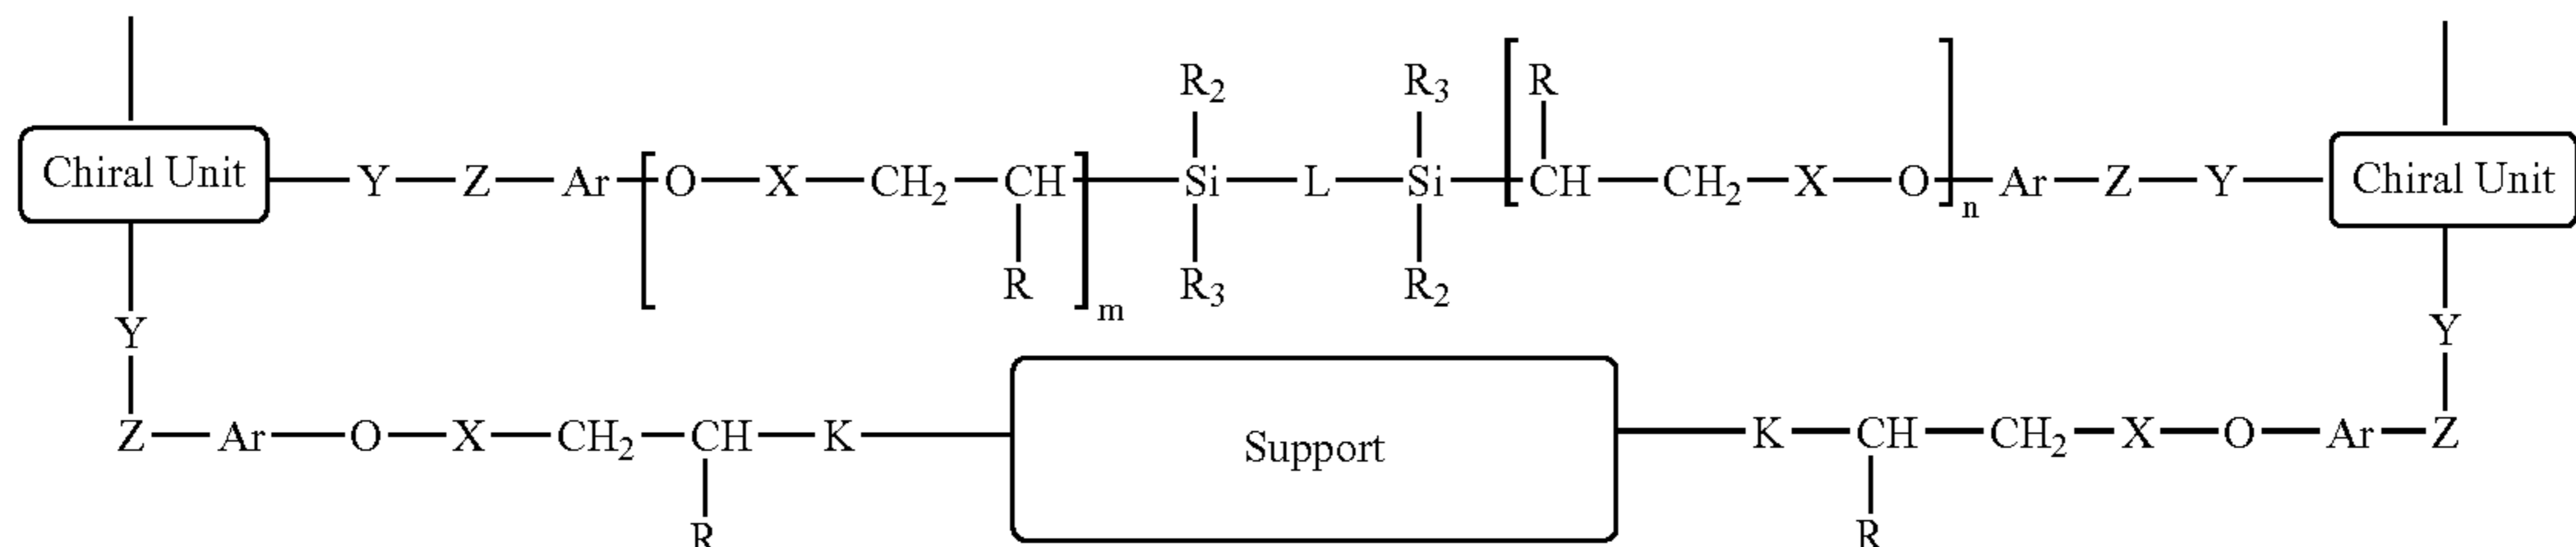 R₂ R₃ R
Chiral Unit—Y—Z—Ar[O—X—CH₂—CH]ₘ—Si—L—Si—[CH—CH₂—X—O]ₙ—Ar—Z—Y—Chiral Unit
R R₃ R₂
Y Y
Z—Ar—O—X—CH₂—CH—K—Support—K—CH—CH₂—X—O—Ar—Z
R R